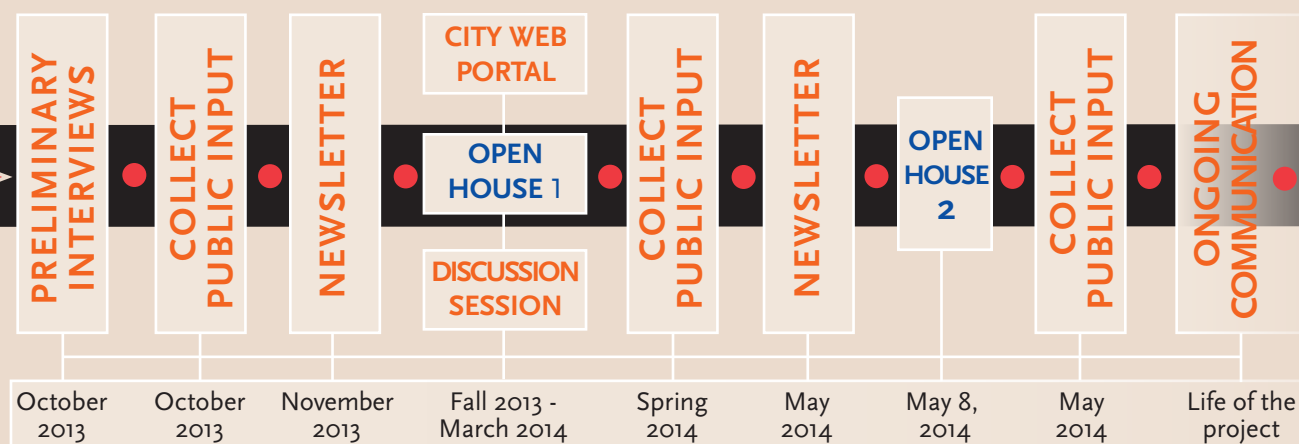 PRELIMINARY
INTERVIEWS
COLLECT
PUBLIC INPUT
NEWSLETTER
CITY WEB
PORTAL
OPEN
HOUSE 1
DISCUSSION
SESSION
COLLECT
PUBLIC INPUT
NEWSLETTER
OPEN
HOUSE
2
COLLECT
PUBLIC INPUT
ONGOING
COMMUNICATION
October
2013
October
2013
November
2013
Fall 2013 -
March 2014
Spring
2014
May
2014
May 8,
2014
May
2014
Life of the
project